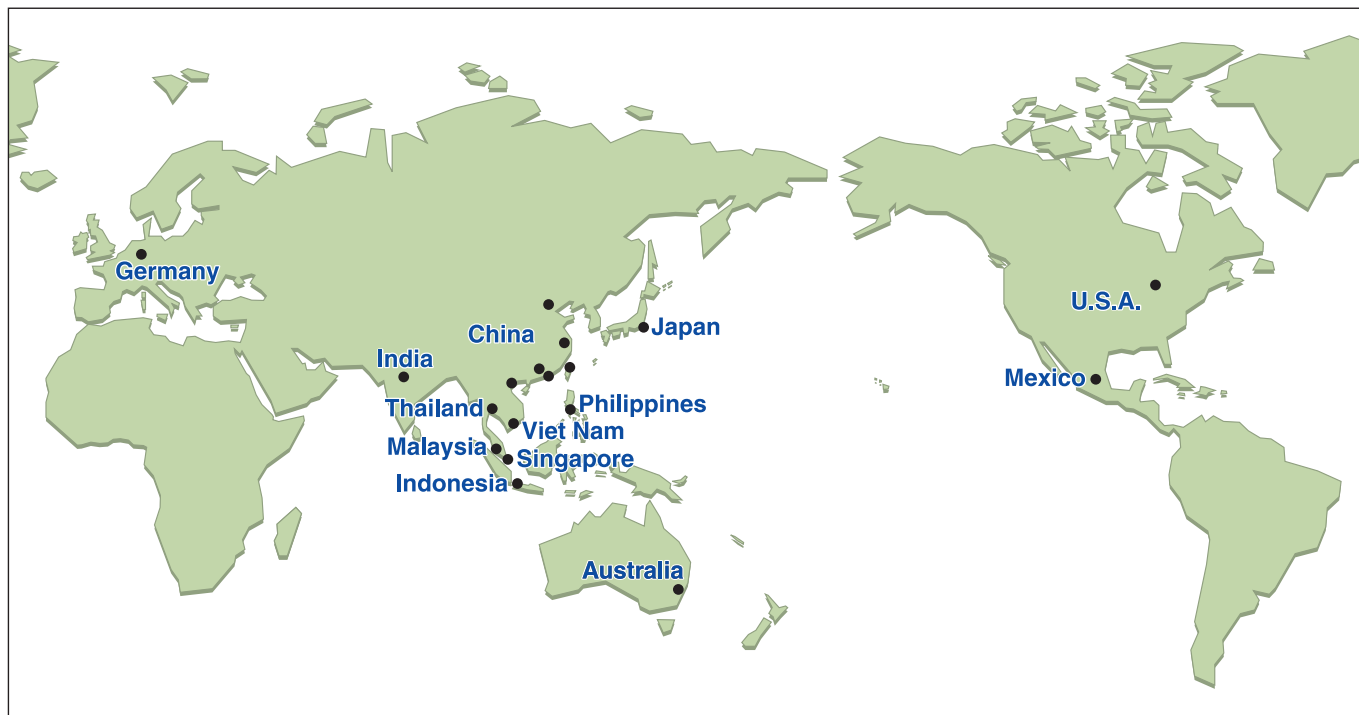 Germany
U.S.A.
China
Japan
India
Mexico
Thailand
Philippines
Viet Nam
Malaysia
Singapore
Indonesia
Australia